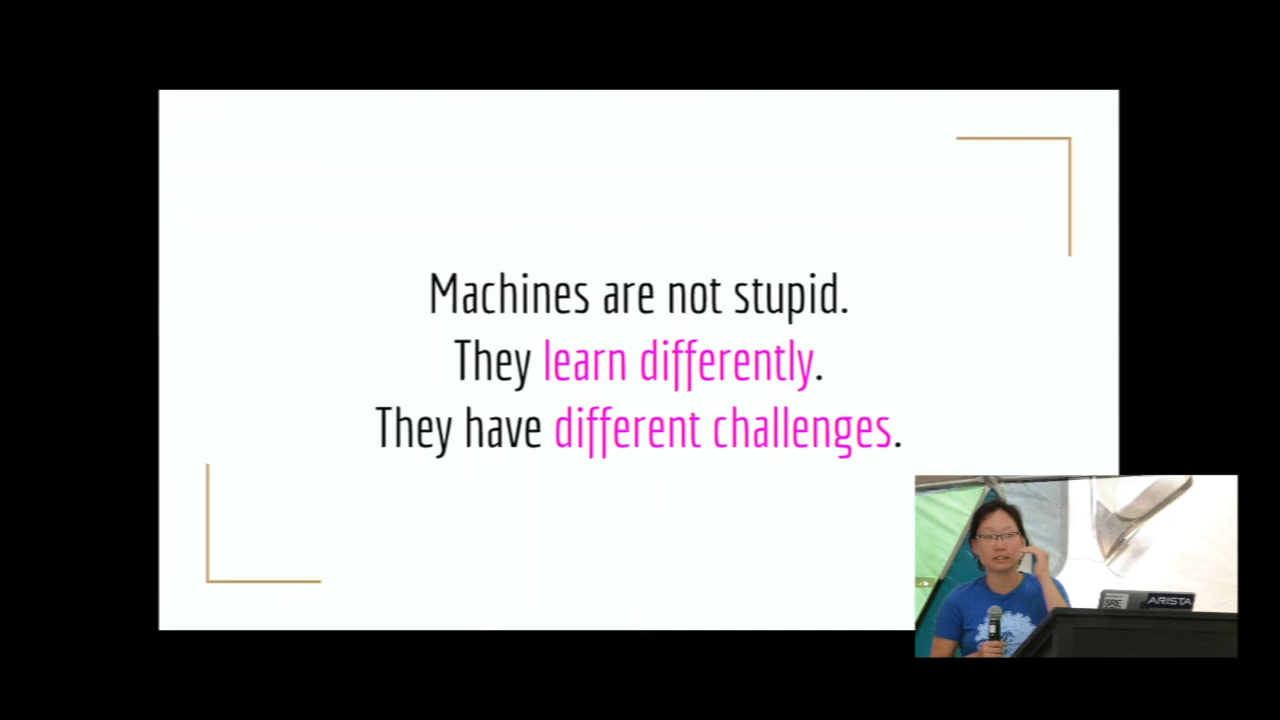 Machines are not stupid.
They learn differently.
They have different challenges.
ARISTA